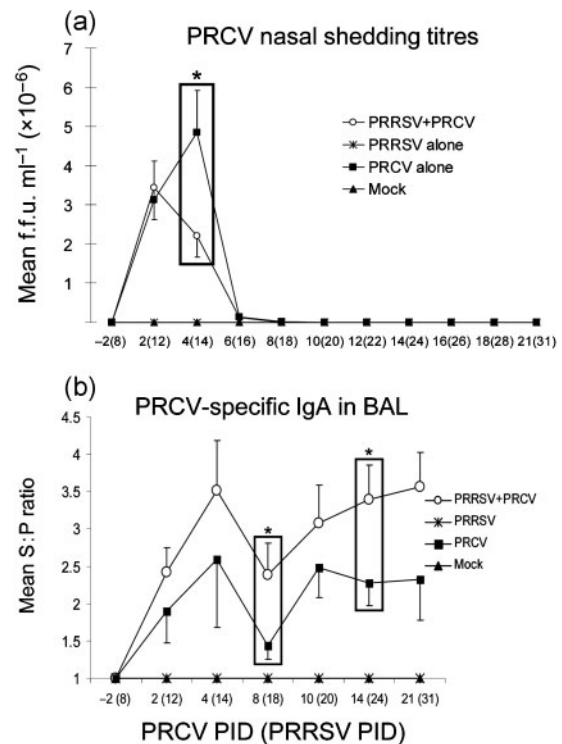 (a)
PRCV nasal shedding titres
Mean f.f.u. ml⁻¹ (×10⁻⁶)
7
6
5
4
3
2
1
*
PRRSV+PRCV
PRRSV alone
PRCV alone
Mock
−2(8) 2(12) 4(14) 6(16) 8(18) 10(20) 12(22) 14(24) 16(26) 18(28) 21(31)
(b)
PRCV-specific IgA in BAL
Mean S:P ratio
4.5
4
3.5
3
2.5
2
1.5
1
*
*
PRRSV+PRCV
PRRSV
PRCV
Mock
−2(8) 2 (12) 4 (14) 8 (18) 10 (20) 14 (24) 21 (31)
PRCV PID (PRRSV PID)